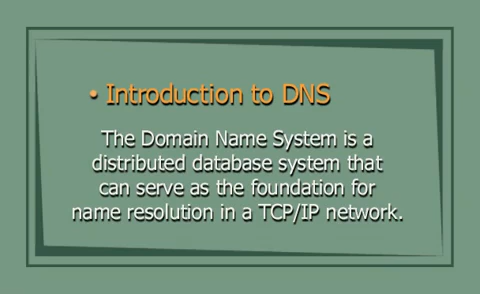 • Introduction to DNS
The Domain Name System is a
distributed database system that
can serve as the foundation for
name resolution in a TCP/IP network.